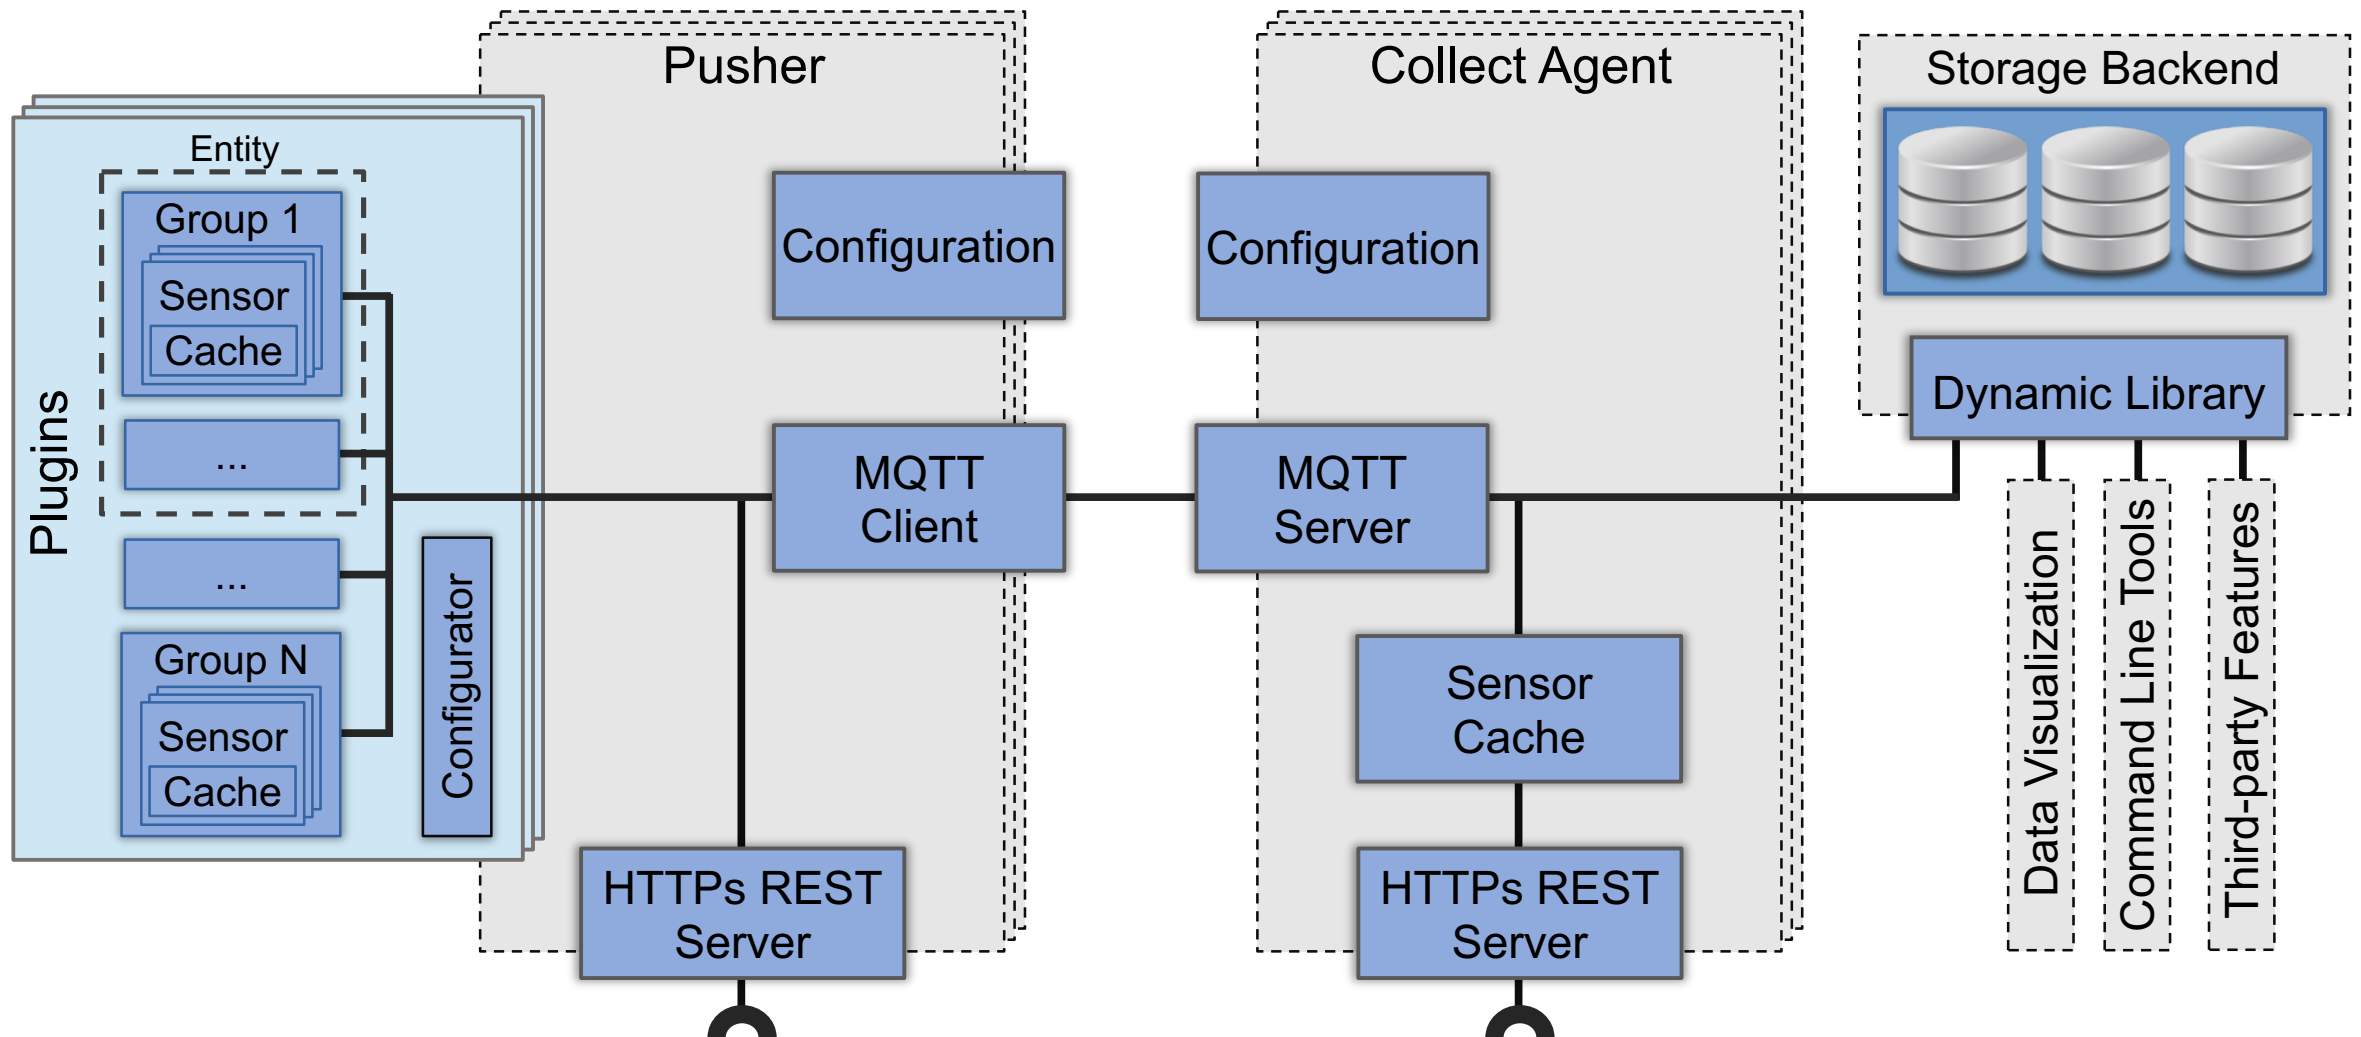 Pusher
Collect Agent
Storage Backend
Plugins
Entity
Group 1
Sensor
Cache
...
...
Group N
Sensor
Cache
Configurator
Configuration
MQTT
Client
HTTPs REST
Server
Configuration
MQTT
Server
Sensor
Cache
HTTPs REST
Server
Dynamic Library
Data Visualization
Command Line Tools
Third-party Features